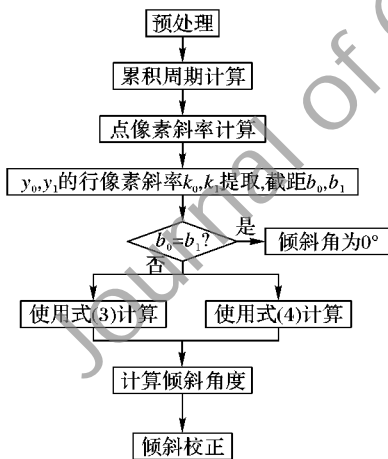 预处理
累积周期计算
点像素斜率计算
y₀,y₁的行像素斜率k₀,k₁提取,截距b₀,b₁
b₀=b₁?
是
倾斜角为0°
否
使用式(3)计算
使用式(4)计算
计算倾斜角度
倾斜校正
Journal of